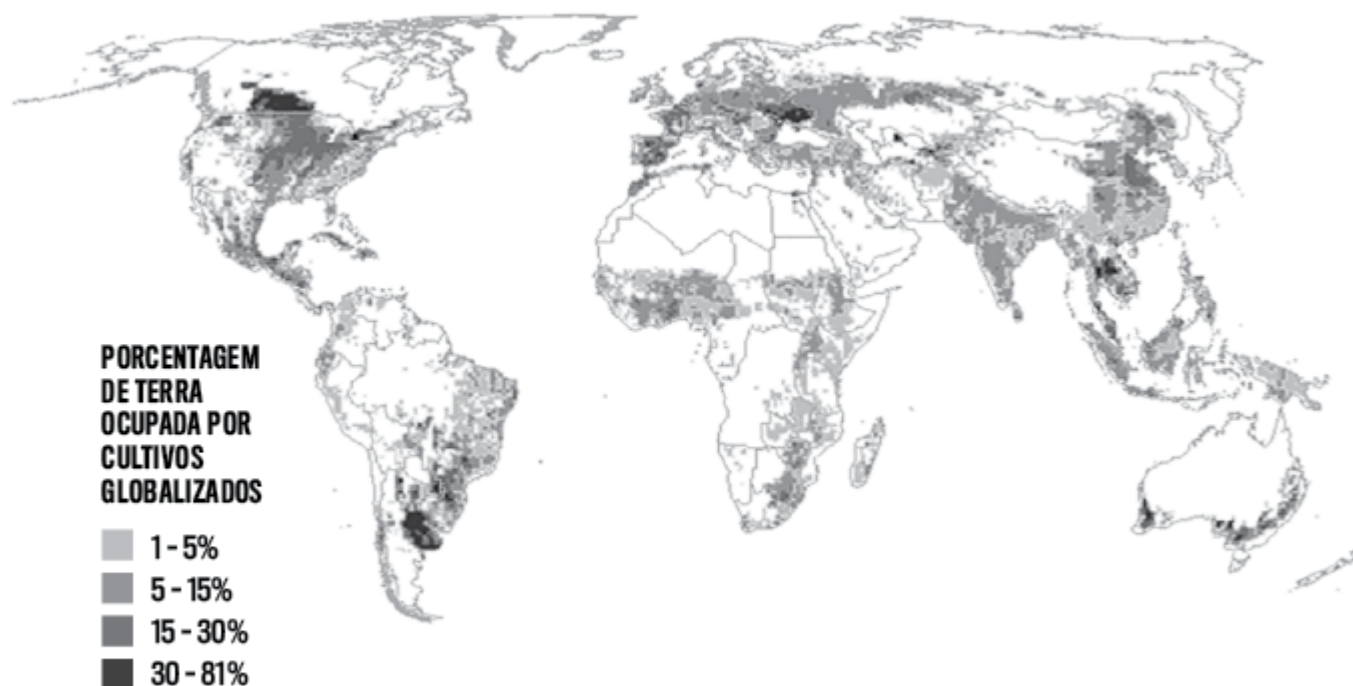 PORCENTAGEM
DE TERRA
OCUPADA POR
CULTIVOS
GLOBALIZADOS
1 - 5%
5 - 15%
15 - 30%
30 - 81%